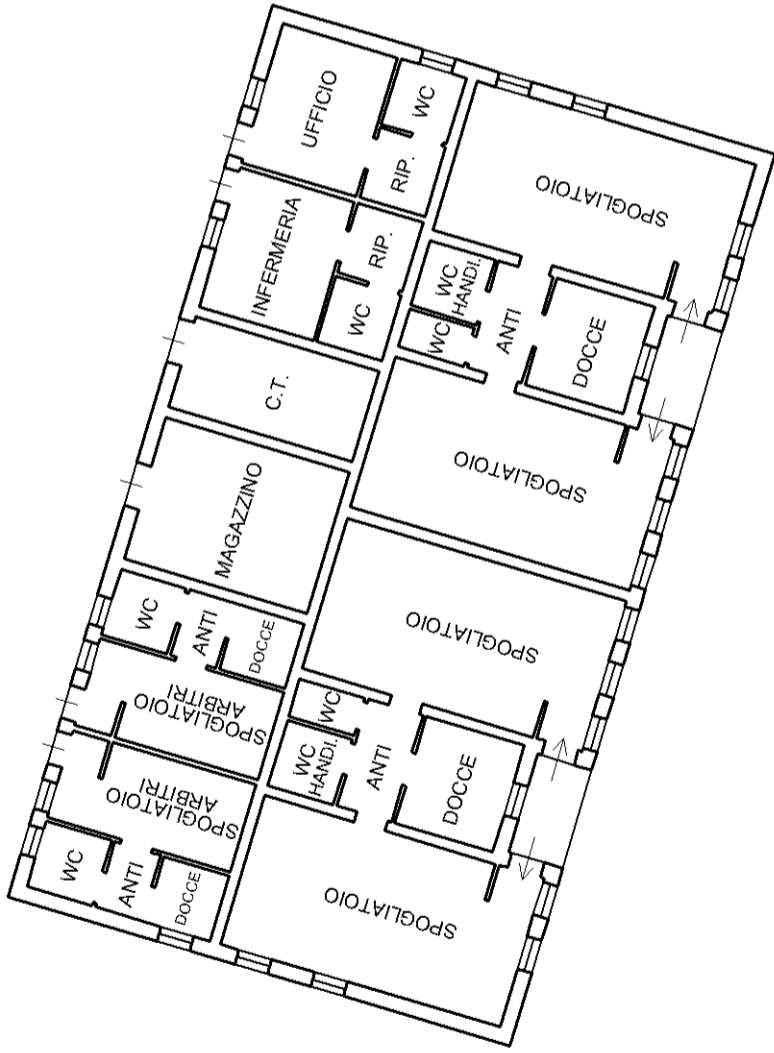 UFFICIO
WC
RIP.
INFERMERIA
RIP.
WC
SPOGLIATOIO
WC
HANDI.
WC
ANTI
DOCCE
C.T.
SPOGLIATOIO
MAGAZZINO
SPOGLIATOIO
WC
ANTI
DOCCE
SPOGLIATOIO
ARBITRI
WC
WC
HANDI.
ANTI
DOCCE
SPOGLIATOIO
ARBITRI
WC
ANTI
DOCCE
SPOGLIATOIO